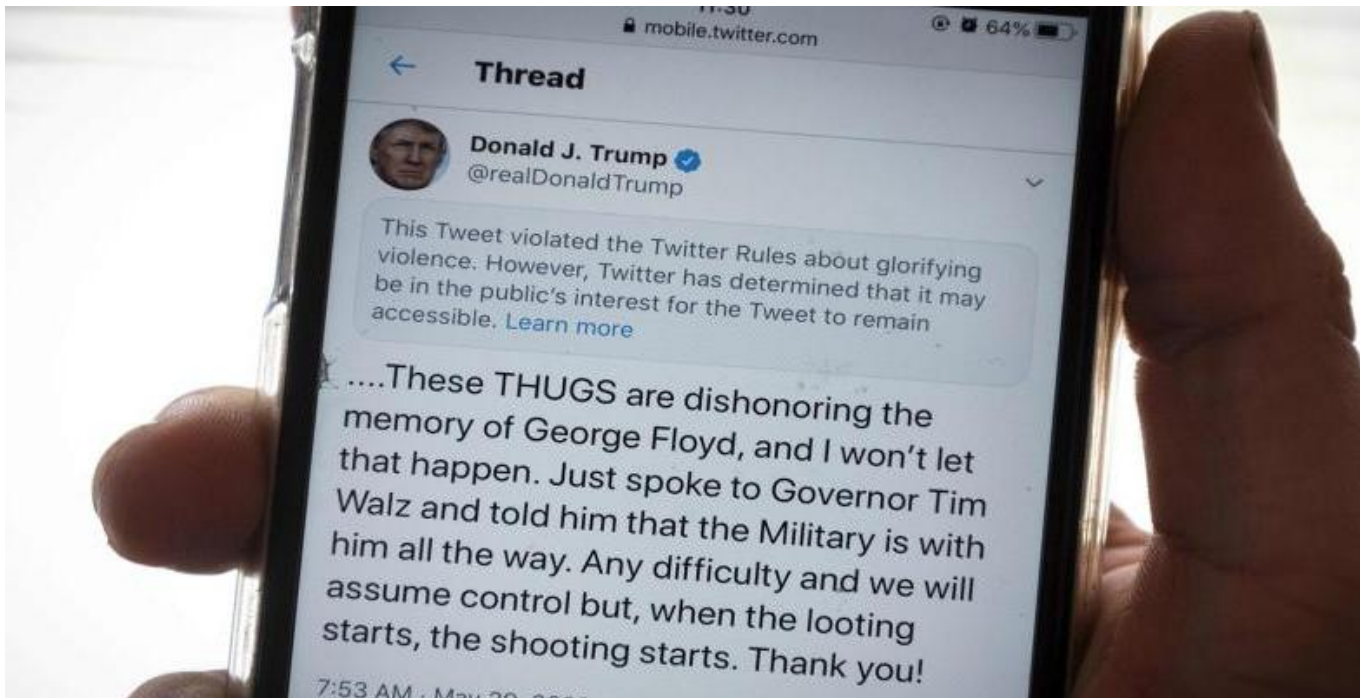 11:30
mobile.twitter.com
64%
Thread
Donald J. Trump
@realDonaldTrump
This Tweet violated the Twitter Rules about glorifying
violence. However, Twitter has determined that it may
be in the public's interest for the Tweet to remain
accessible. Learn more
....These THUGS are dishonoring the
memory of George Floyd, and I won't let
that happen. Just spoke to Governor Tim
Walz and told him that the Military is with
him all the way. Any difficulty and we will
assume control but, when the looting
starts, the shooting starts. Thank you!
7:53 AM · May